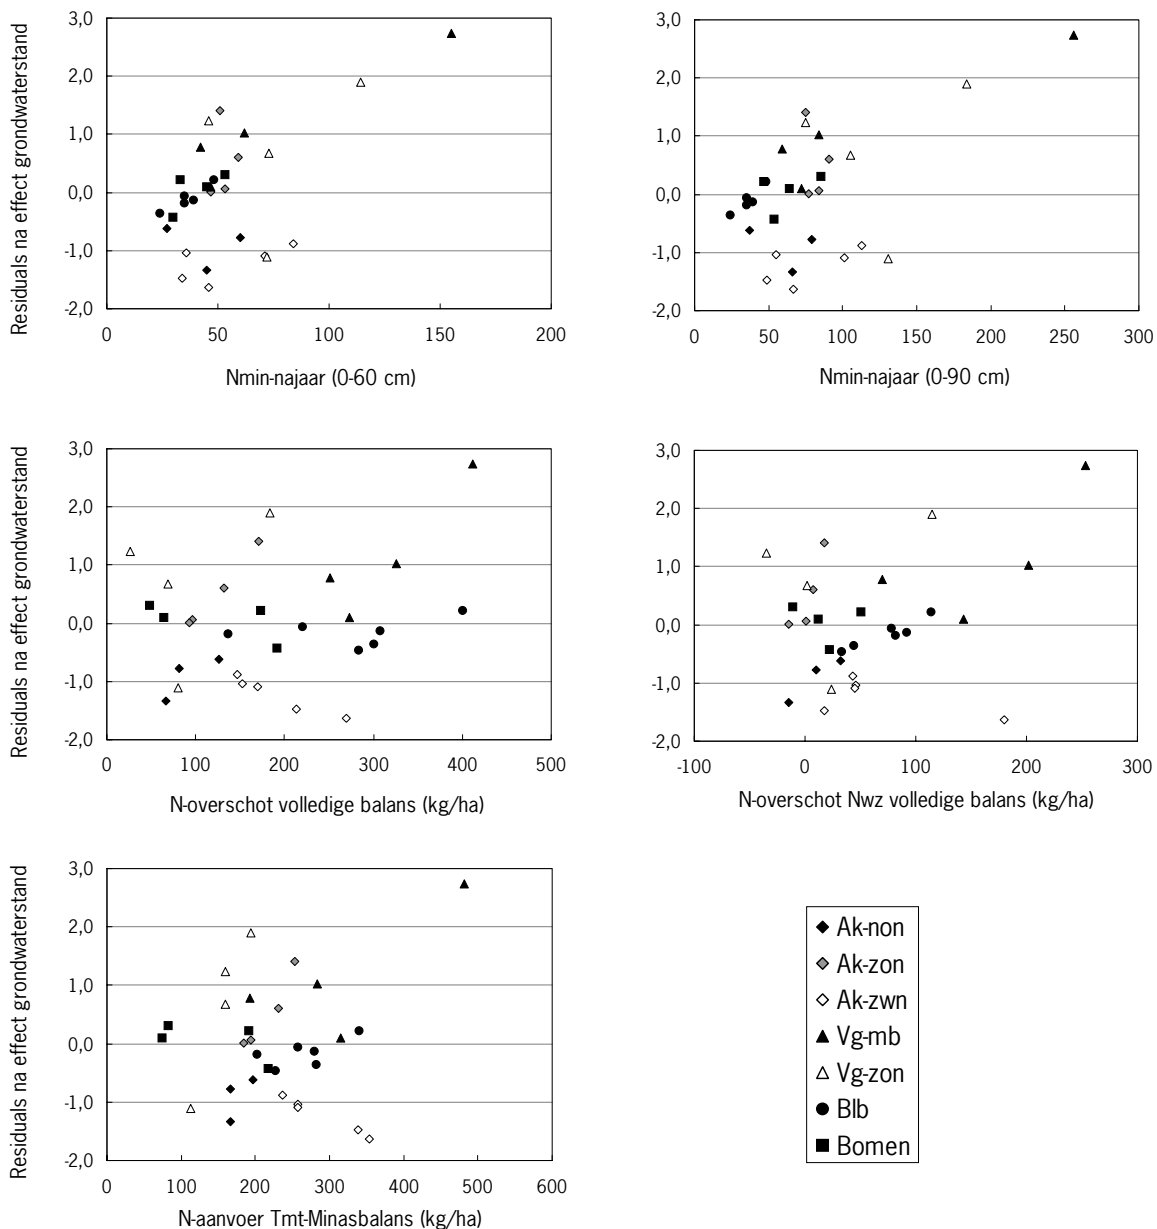 3,0
2,0
1,0
0,0
-1,0
-2,0
Residuals na effect grondwaterstand
0 50 100 150 200
Nmin-najaar (0-60 cm)
3,0
2,0
1,0
0,0
-1,0
-2,0
0 50 100 150 200 250 300
Nmin-najaar (0-90 cm)
3,0
2,0
1,0
0,0
-1,0
-2,0
Residuals na effect grondwaterstand
0 100 200 300 400 500
N-overschot volledige balans (kg/ha)
3,0
2,0
1,0
0,0
-1,0
-2,0
-100 0 100 200 300
N-overschot Nwz volledige balans (kg/ha)
3,0
2,0
1,0
0,0
-1,0
-2,0
Residuals na effect grondwaterstand
0 100 200 300 400 500 600
N-aanvoer Tmt-Minasbalans (kg/ha)
Ak-non
Ak-zon
Ak-zwn
Vg-mb
Vg-zon
Blb
Bomen